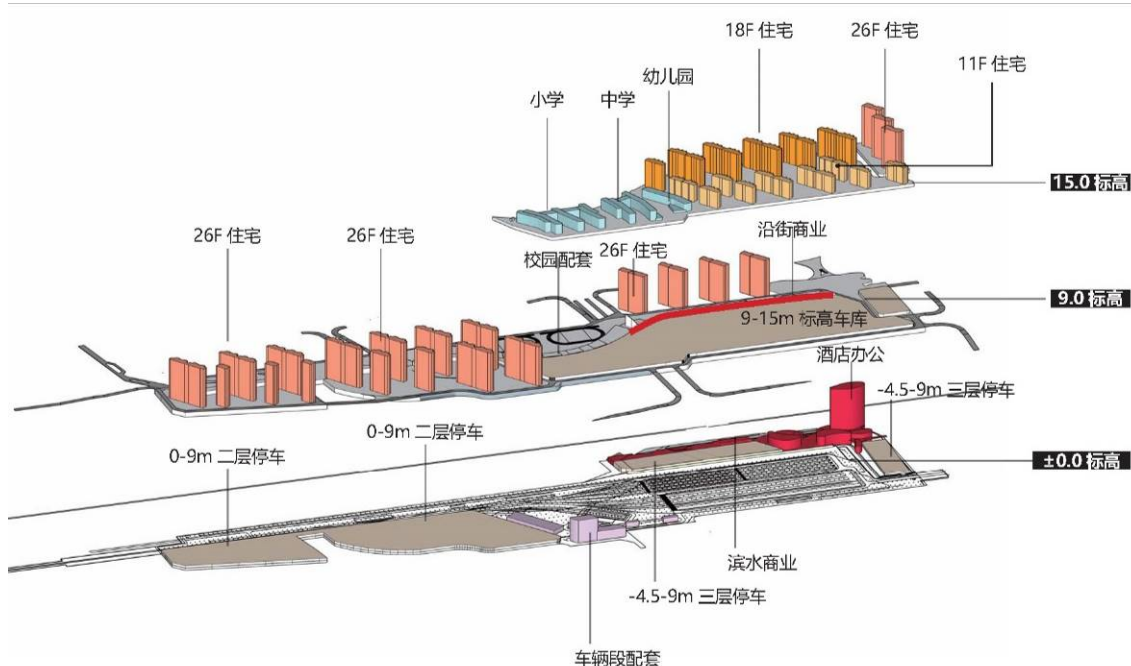 18F 住宅
26F 住宅
11F 住宅
幼儿园
小学
中学
15.0 标高
26F 住宅
26F 住宅
校园配套
26F 住宅
沿街商业
9.0 标高
9-15m 标高车库
酒店办公
-4.5-9m 三层停车
0-9m 二层停车
0-9m 二层停车
±0.0 标高
滨水商业
-4.5-9m 三层停车
车辆段配套